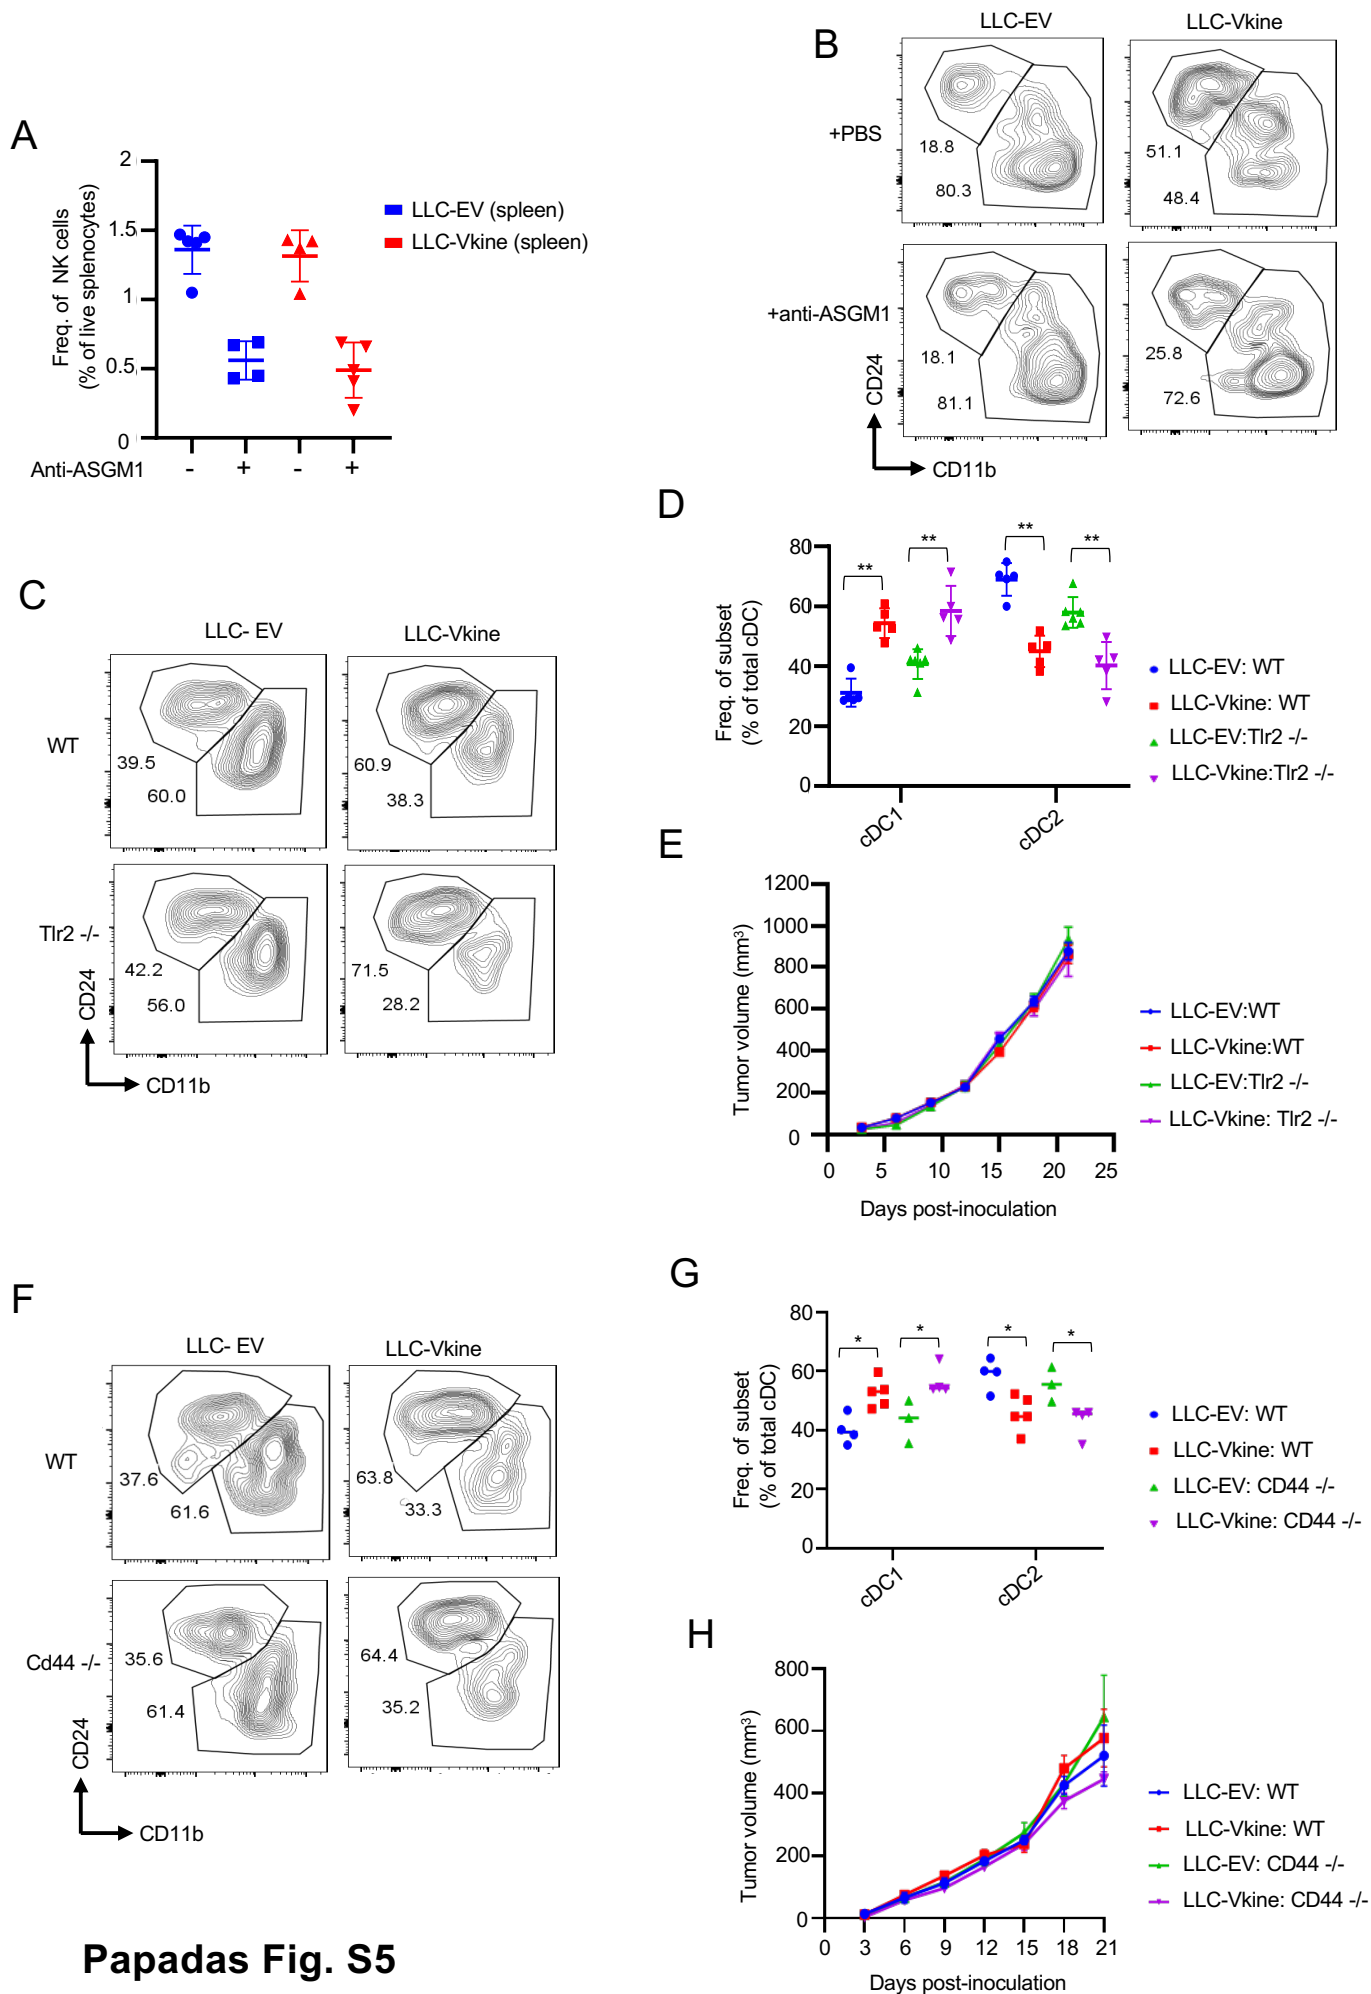 A
2
1.5
1
0.5
0
Freq. of NK cells
(% of live splenocytes)
LLC-EV (spleen)
LLC-Vkine (spleen)
Anti-ASGM1
- + - +
B
LLC-EV LLC-Vkine
+PBS
18.8
80.3
51.1
48.4
+anti-ASGM1
18.1
81.1
25.8
72.6
CD24
CD11b
C
LLC- EV LLC-Vkine
WT
39.5
60.0
60.9
38.3
Tlr2 -/-
42.2
56.0
71.5
28.2
CD24
CD11b
D
80
60
40
20
0
Freq. of subset
(% of total cDC)
** ** ** **
cDC1 cDC2
LLC-EV: WT
LLC-Vkine: WT
LLC-EV:Tlr2 -/-
LLC-Vkine:Tlr2 -/-
E
1200
1000
800
600
400
200
0
Tumor volume (mm³)
0 5 10 15 20 25
Days post-inoculation
LLC-EV:WT
LLC-Vkine:WT
LLC-EV:Tlr2 -/-
LLC-Vkine: Tlr2 -/-
F
LLC- EV LLC-Vkine
WT
37.6
61.6
63.8
33.3
Cd44 -/-
35.6
61.4
64.4
35.2
CD24
CD11b
G
80
60
40
20
0
Freq. of subset
(% of total cDC)
* * * *
cDC1 cDC2
LLC-EV: WT
LLC-Vkine: WT
LLC-EV: CD44 -/-
LLC-Vkine: CD44 -/-
H
800
600
400
200
0
Tumor volume (mm³)
0 3 6 9 12 15 18 21
Days post-inoculation
LLC-EV: WT
LLC-Vkine: WT
LLC-EV: CD44 -/-
LLC-Vkine: CD44 -/-
Papadas Fig. S5